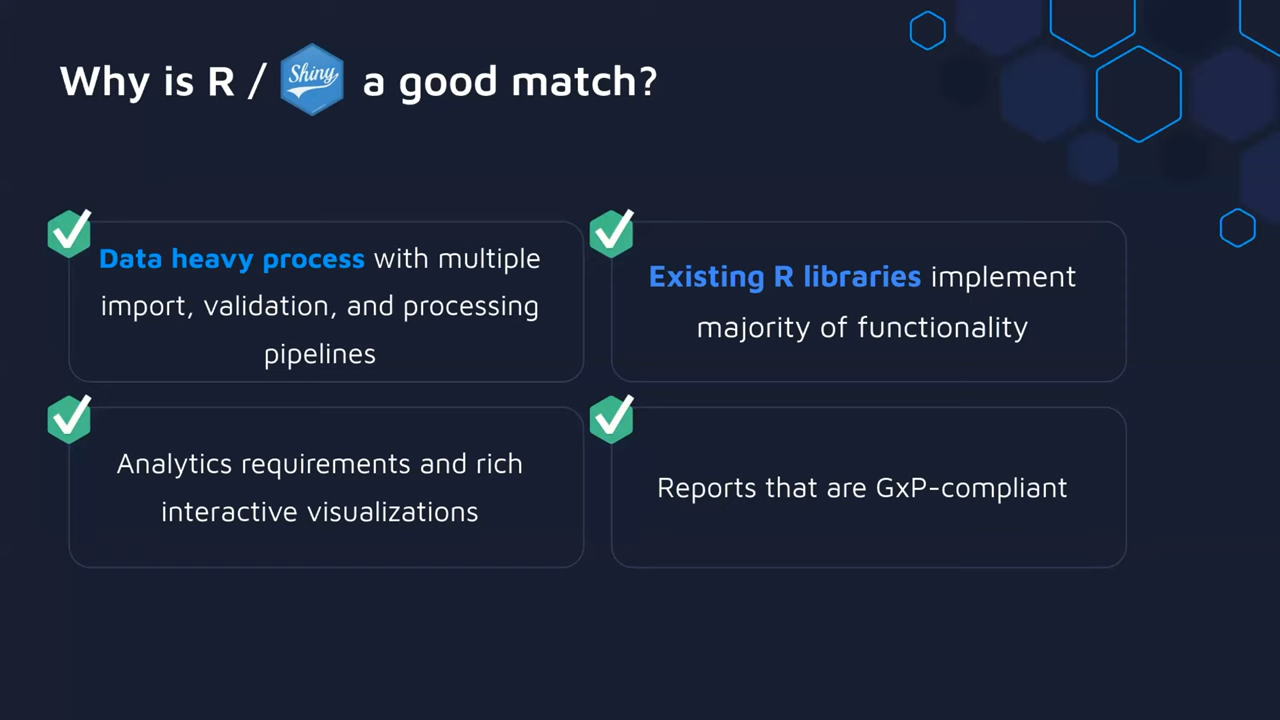 Why is R / Shiny a good match?
Data heavy process with multiple
import, validation, and processing
pipelines
Existing R libraries implement
majority of functionality
Analytics requirements and rich
interactive visualizations
Reports that are GxP-compliant